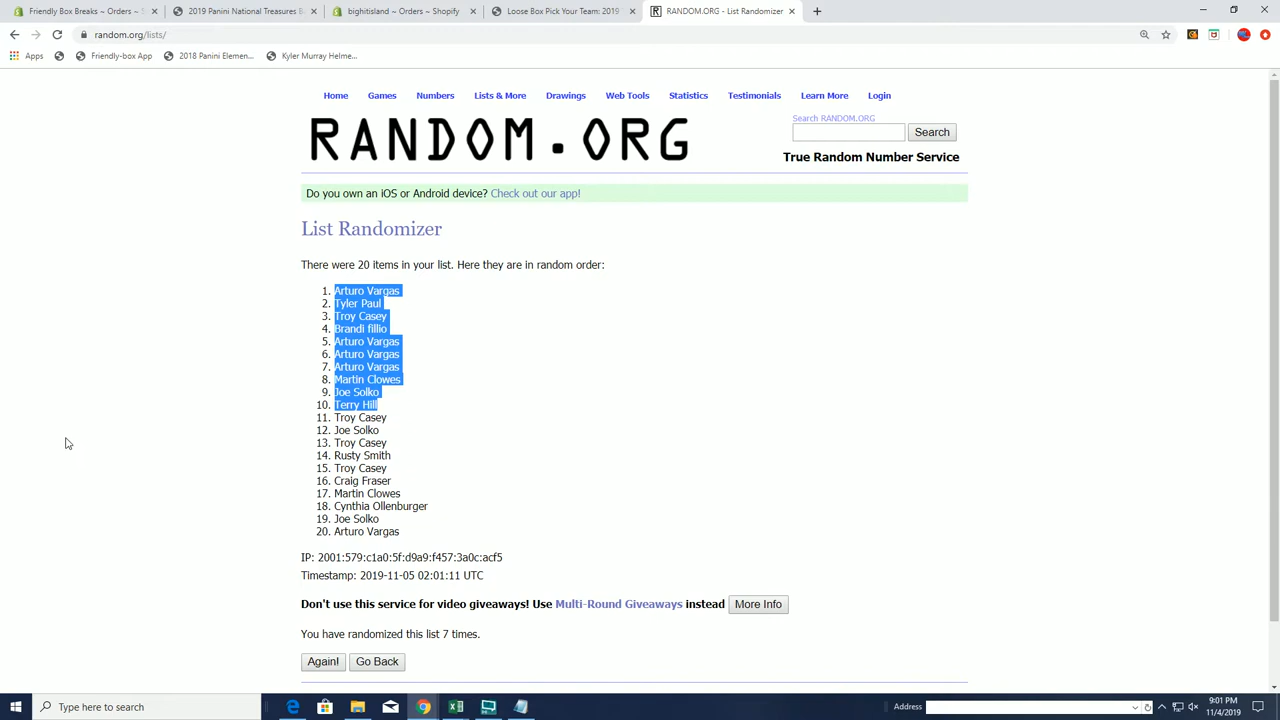 Friendly Box Breaks ~ Orders ~ S
2019 Panini National Treasures B
bightisland ~ Orders ~ Shopify
Loose Box Pick Your Team: 2019
RANDOM.ORG - List Randomizer
random.org/lists/
Apps
Friendly-box App
2018 Panini Elemen...
Kyler Murray Helme...
Home
Games
Numbers
Lists & More
Drawings
Web Tools
Statistics
Testimonials
Learn More
Login
RANDOM.ORG
Search RANDOM.ORG
Search
True Random Number Service
Do you own an iOS or Android device? Check out our app!
List Randomizer
There were 20 items in your list. Here they are in random order:
1. Arturo Vargas
2. Tyler Paul
3. Troy Casey
4. Brandi fillio
5. Arturo Vargas
6. Arturo Vargas
7. Arturo Vargas
8. Martin Clowes
9. Joe Solko
10. Terry Hill
11. Troy Casey
12. Joe Solko
13. Troy Casey
14. Rusty Smith
15. Troy Casey
16. Craig Fraser
17. Martin Clowes
18. Cynthia Ollenburger
19. Joe Solko
20. Arturo Vargas
IP: 2001:579:c1a0:5f:d9a9:f457:3a0c:acf5
Timestamp: 2019-11-05 02:01:11 UTC
Don't use this service for video giveaways! Use Multi-Round Giveaways instead
More Info
You have randomized this list 7 times.
Again!
Go Back
Type here to search
Address
9:01 PM
11/4/2019